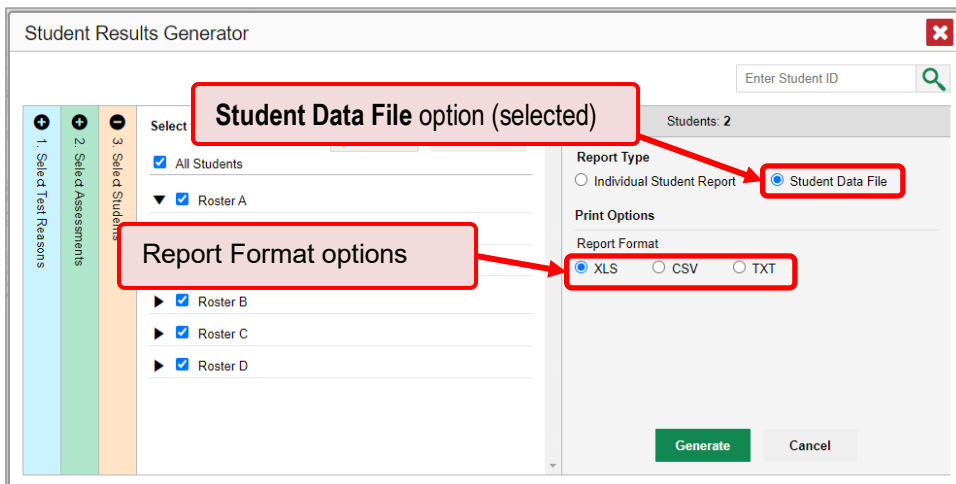 Student Results Generator
Enter Student ID
Student Data File option (selected)
1. Select Test Reasons
2. Select Assessments
3. Select Students
Select
Students: 2
All Students
Roster A
Report Type
Individual Student Report
Student Data File
Print Options
Report Format options
Report Format
XLS
CSV
TXT
Roster B
Roster C
Roster D
Generate
Cancel